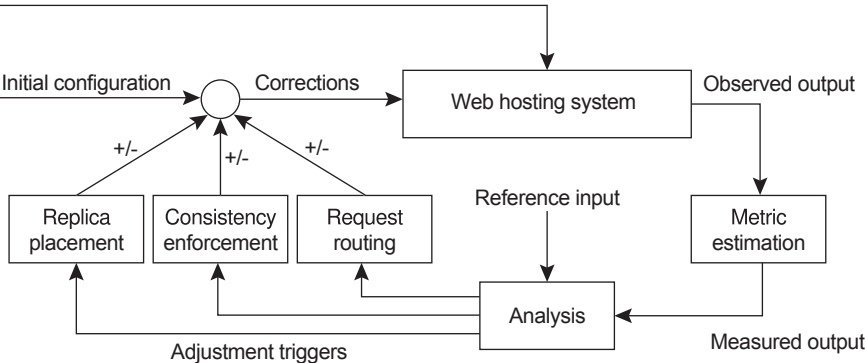 Initial configuration
Corrections
Web hosting system
Observed output
+/-
+/-
+/-
Reference input
Replica
placement
Consistency
enforcement
Request
routing
Metric
estimation
Analysis
Adjustment triggers
Measured output